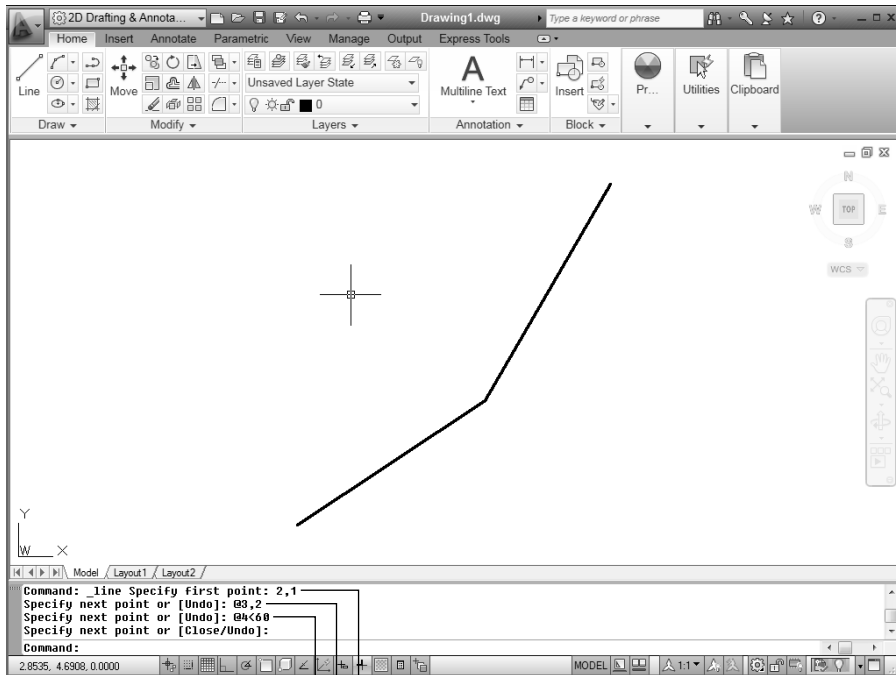 2D Drafting & Annota... Drawing1.dwg Type a keyword or phrase
Home Insert Annotate Parametric View Manage Output Express Tools
Line Move Unsaved Layer State Multiline Text Insert Pr... Utilities Clipboard
0
Draw Modify Layers Annotation Block
N
W TOP E
S
WCS
Y
W X
Model Layout1 Layout2
Command: _line Specify first point: 2,1
Specify next point or [Undo]: @3,2
Specify next point or [Undo]: @4<60
Specify next point or [Close/Undo]:
Command:
2.8535, 4.6908, 0.0000 MODEL 1:1